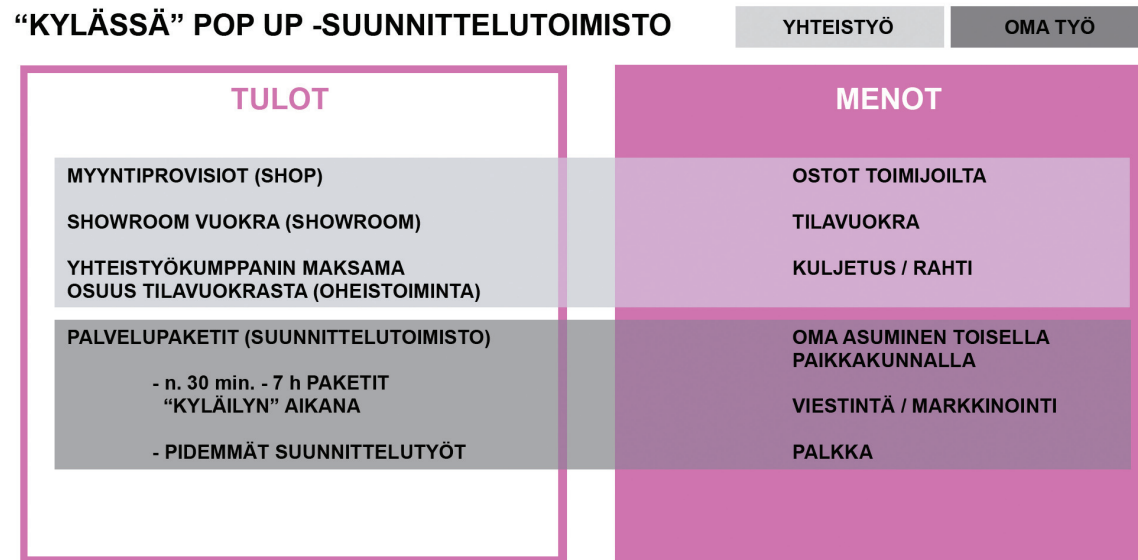 “KYLÄSSÄ” POP UP -SUUNNITTELUTOIMISTO
YHTEISTYÖ
OMA TYÖ
TULOT
MYYNTIPROVISIOT (SHOP)
SHOWROOM VUOKRA (SHOWROOM)
YHTEISTYÖKUMPPANIN MAKSAMA
OSUUS TILAVUOKRASTA (OHEISTOIMINTA)
PALVELUPAKETIT (SUUNNITTELUTOIMISTO)
- n. 30 min. - 7 h PAKETIT
“KYLÄILYN” AIKANA
- PIDEMMÄT SUUNNITTELUTYÖT
MENOT
OSTOT TOIMIJOILTA
TILAVUOKRA
KULJETUS / RAHTI
OMA ASUMINEN TOISELLA
PAIKKAKUNNALLA
VIESTINTÄ / MARKKINOINTI
PALKKA